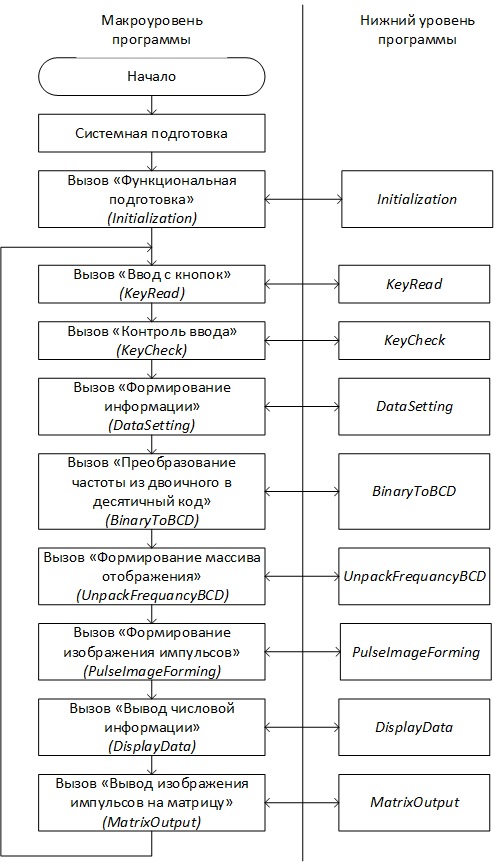 Макроуровень
программы
Нижний уровень
программы
Начало
Системная подготовка
Вызов «Функциональная
подготовка»
(Initialization)
Initialization
Вызов «Ввод с кнопок»
(KeyRead)
KeyRead
Вызов «Контроль ввода»
(KeyCheck)
KeyCheck
Вызов «Формирование
информации»
(DataSetting)
DataSetting
Вызов «Преобразование
частоты из двоичного в
десятичный код»
(BinaryToBCD)
BinaryToBCD
Вызов «Формирование массива
отображения»
(UnpackFrequancyBCD)
UnpackFrequancyBCD
Вызов «Формирование
изображения импульсов»
(PulseImageForming)
PulseImageForming
Вызов «Вывод числовой
информации»
(DisplayData)
DisplayData
Вызов «Вывод изображения
импульсов на матрицу»
(MatrixOutput)
MatrixOutput